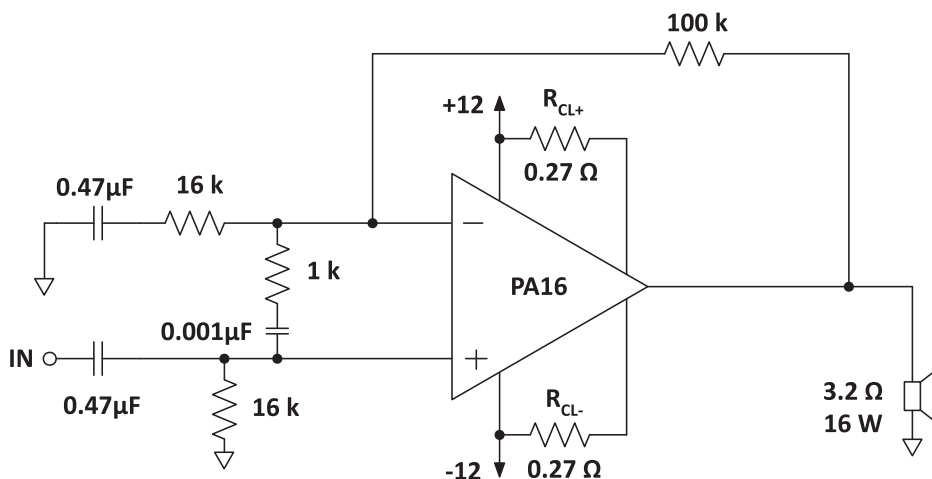 100 k
+12
R_CL+
0.27 Ω
0.47µF
16 k
−
1 k
PA16
0.001µF
IN
+
0.47µF
16 k
R_CL-
-12
0.27 Ω
3.2 Ω
16 W